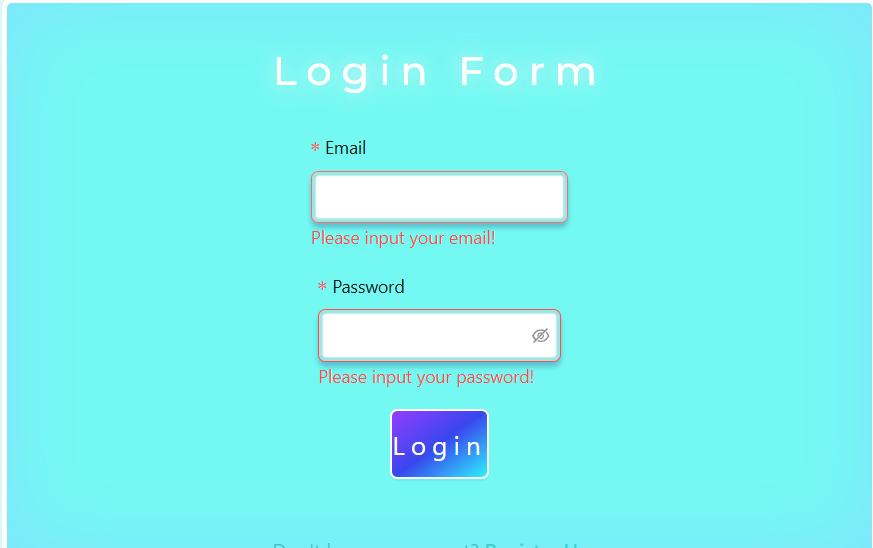 Login Form
* Email
Please input your email!
* Password
Please input your password!
Login